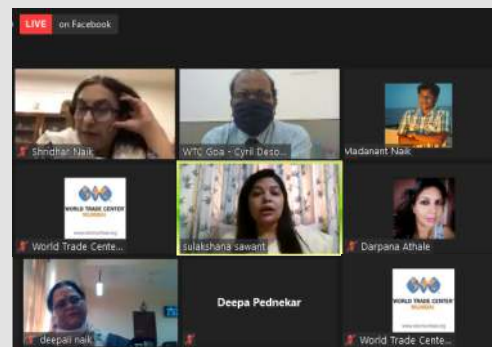 LIVE on Facebook
Shridhar Naik
WTC Goa - Cyril Deso...
Madanant Naik
WORLD TRADE CENTER
MUMBAI
World Trade Cente...
sulakshana sawant
Darpana Athale
deepali naik
Deepa Pednekar
WORLD TRADE CENTER
MUMBAI
World Trade Cente...